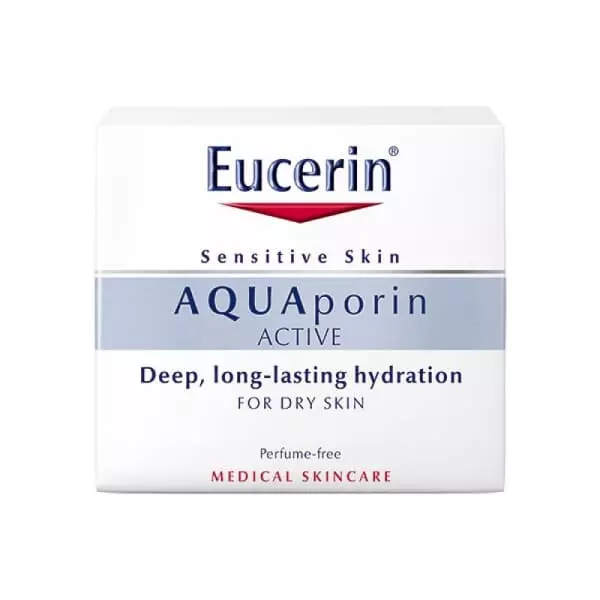 Eucerin®
Sensitive Skin
AQUAporin
ACTIVE
Deep, long-lasting hydration
FOR DRY SKIN
Perfume-free
MEDICAL SKINCARE